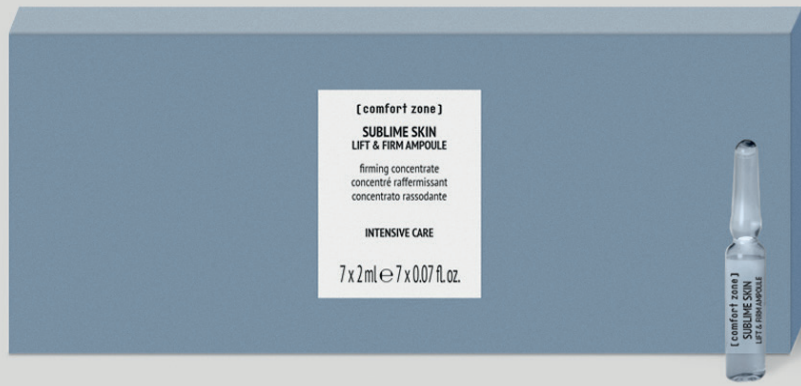 [comfort zone]
SUBLIME SKIN
LIFT & FIRM AMPOULE
firming concentrate
concentré raffermissant
concentrato rassodante
INTENSIVE CARE
7 x 2 ml ℮ 7 x 0.07 fl. oz.
[comfort zone]
SUBLIME SKIN
LIFT & FIRM AMPOULE